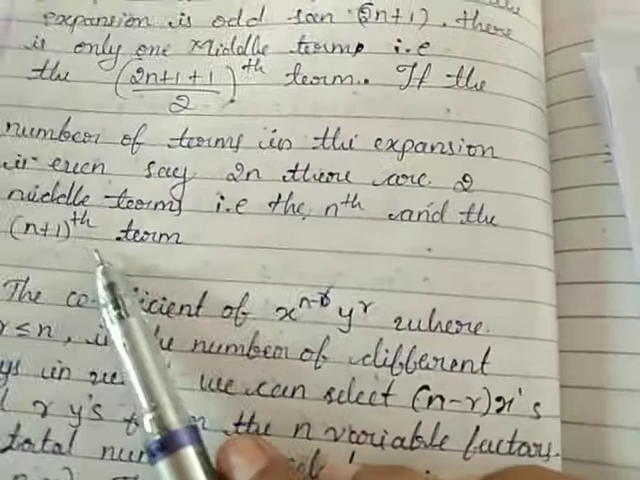 expansion is odd say (2n+1), there
is only one middle term, i.e
the (2n+1+1/2)th term. If the
number of terms in the expansion
is even say 2n there are 2
middle terms i.e the nth and the
(n+1)th term
The co- icient of x^n-r y^r where
r ≤ n, is number of different
in we can select (n-r)x's
r y's the n variable factors.
total